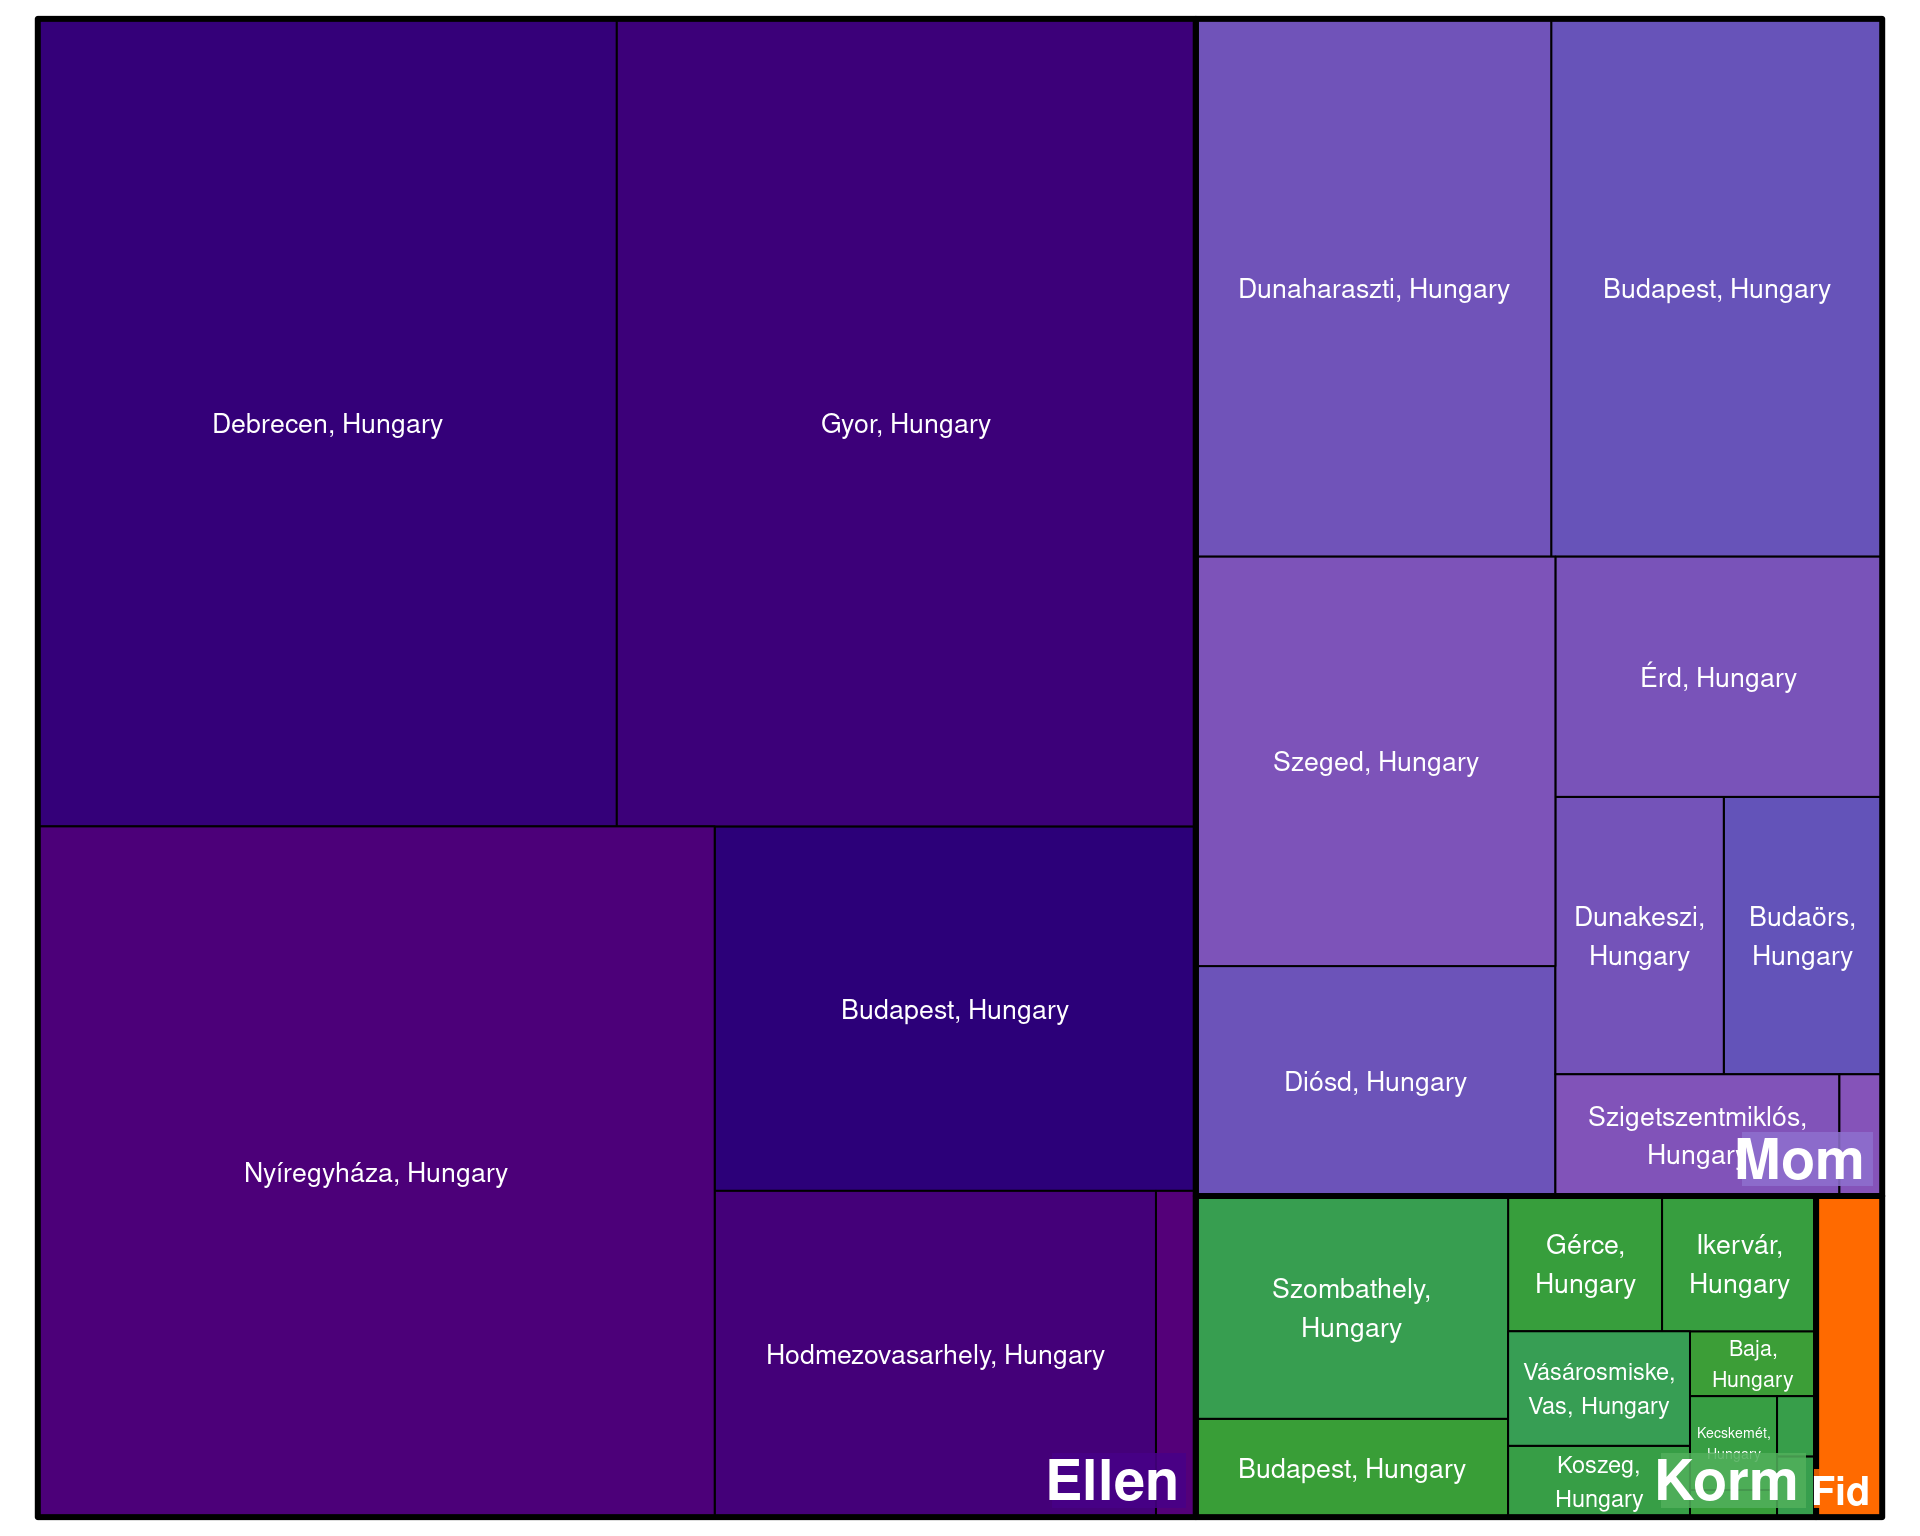 Debrecen, Hungary
Gyor, Hungary
Nyíregyháza, Hungary
Budapest, Hungary
Hodmezovasarhely, Hungary
Ellen
Dunaharaszti, Hungary
Budapest, Hungary
Szeged, Hungary
Érd, Hungary
Dunakeszi,
Hungary
Budaörs,
Hungary
Diósd, Hungary
Szigetszentmiklós,
Hungary
Mom
Szombathely,
Hungary
Gérce,
Hungary
Ikervár,
Hungary
Vásárosmiske,
Vas, Hungary
Baja,
Hungary
Kecskemét,
Hungary
Budapest, Hungary
Koszeg,
Hungary
Korm
Fid